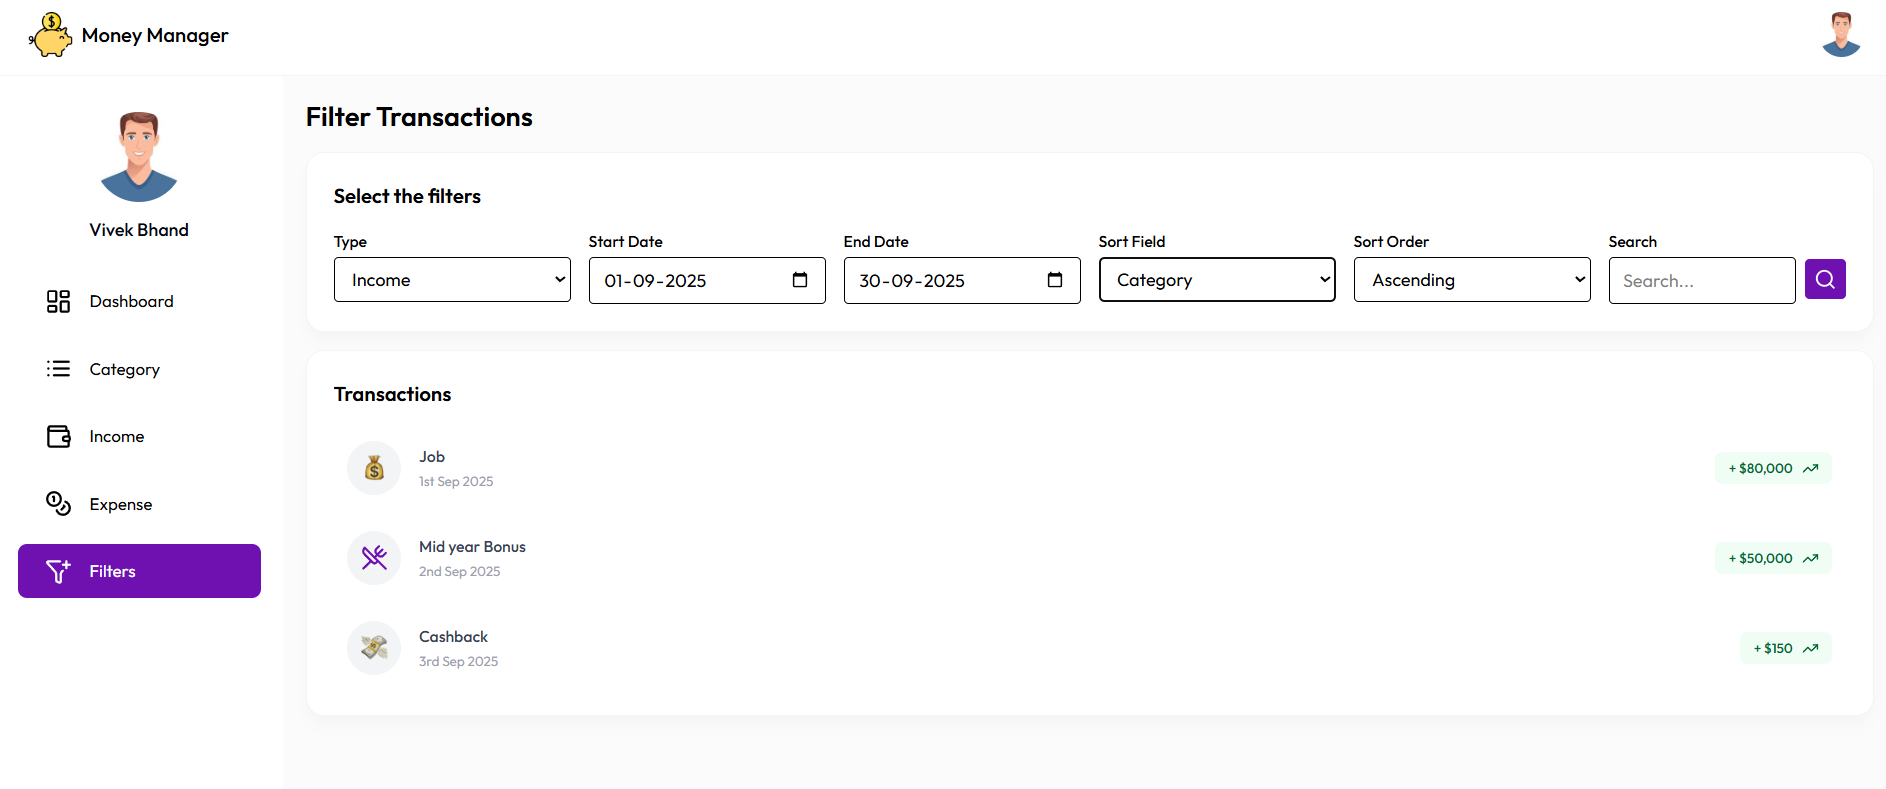 Money Manager
Vivek Bhand
Dashboard
Category
Income
Expense
Filters
Filter Transactions
Select the filters
Type Start Date End Date Sort Field Sort Order Search
Income 01-09-2025 30-09-2025 Category Ascending Search...
Transactions
Job
1st Sep 2025
+ $80,000
Mid year Bonus
2nd Sep 2025
+ $50,000
Cashback
3rd Sep 2025
+ $150